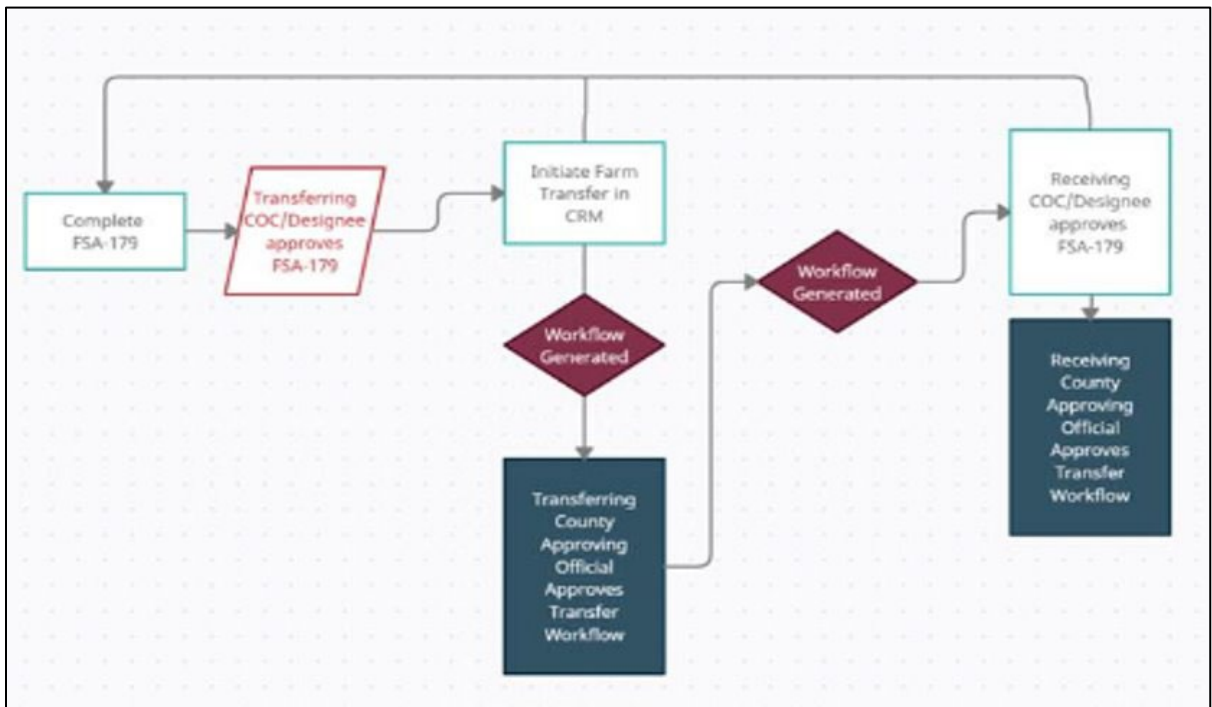 Complete
FSA-179
Transferring
COC/Designee
approves
FSA-179
Initiate Farm
Transfer in
CRM
Workflow
Generated
Transferring
County
Approving
Official
Approves
Transfer
Workflow
Workflow
Generated
Receiving
COC/Designee
approves
FSA-179
Receiving
County
Approving
Official
Approves
Transfer
Workflow